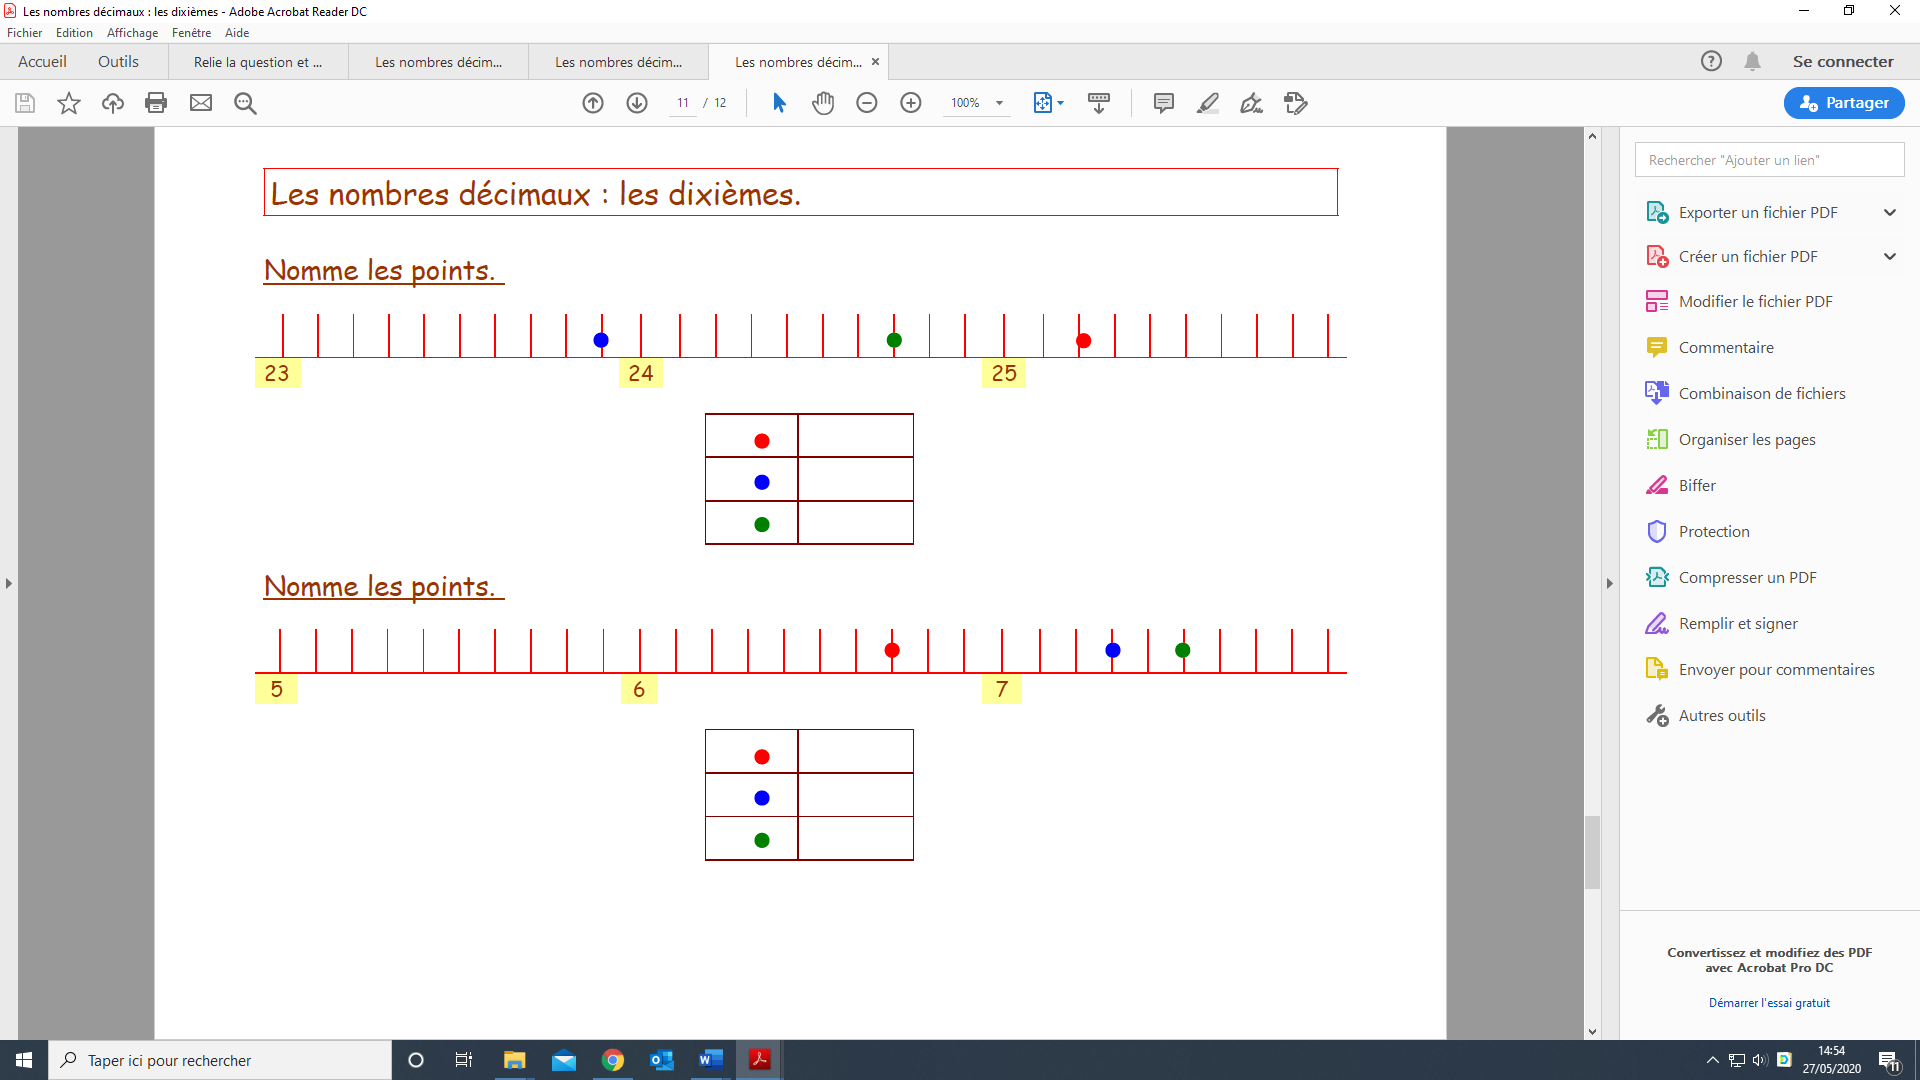 Les nombres décimaux : les dixièmes - Adobe Acrobat Reader DC
Fichier Edition Affichage Fenêtre Aide
Accueil Outils Relie la question et ... Les nombres décim... Les nombres décim... Les nombres décim... Se connecter
11 / 12 100% Partager
Les nombres décimaux : les dixièmes.
Nomme les points.
23 24 25
Nomme les points.
5 6 7
Rechercher "Ajouter un lien"
Exporter un fichier PDF
Créer un fichier PDF
Modifier le fichier PDF
Commentaire
Combinaison de fichiers
Organiser les pages
Biffer
Protection
Compresser un PDF
Remplir et signer
Envoyer pour commentaires
Autres outils
Convertissez et modifiez des PDF
avec Acrobat Pro DC
Démarrer l'essai gratuit
Taper ici pour rechercher
14:54
27/05/2020
11